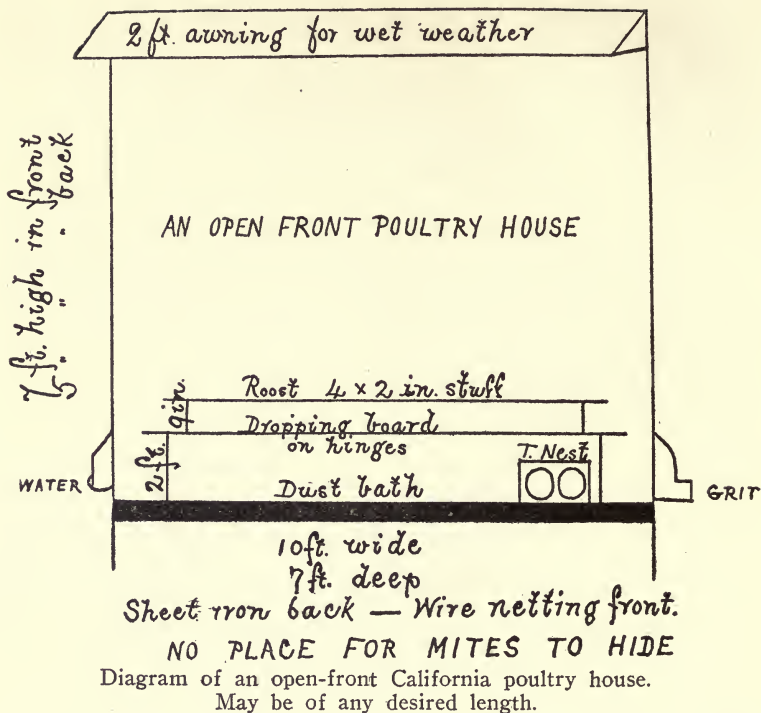 2 ft. awning for wet weather
7 ft. high in front
5 " " " back
AN OPEN FRONT POULTRY HOUSE
Roost 4 x 2 in. stuff
9 in.
Dropping board
on hinges
2 ft.
T. Nest
WATER
Dust bath
GRIT
10 ft. wide
7 ft. deep
Sheet iron back — Wire netting front.
NO PLACE FOR MITES TO HIDE
Diagram of an open-front California poultry house.
May be of any desired length.